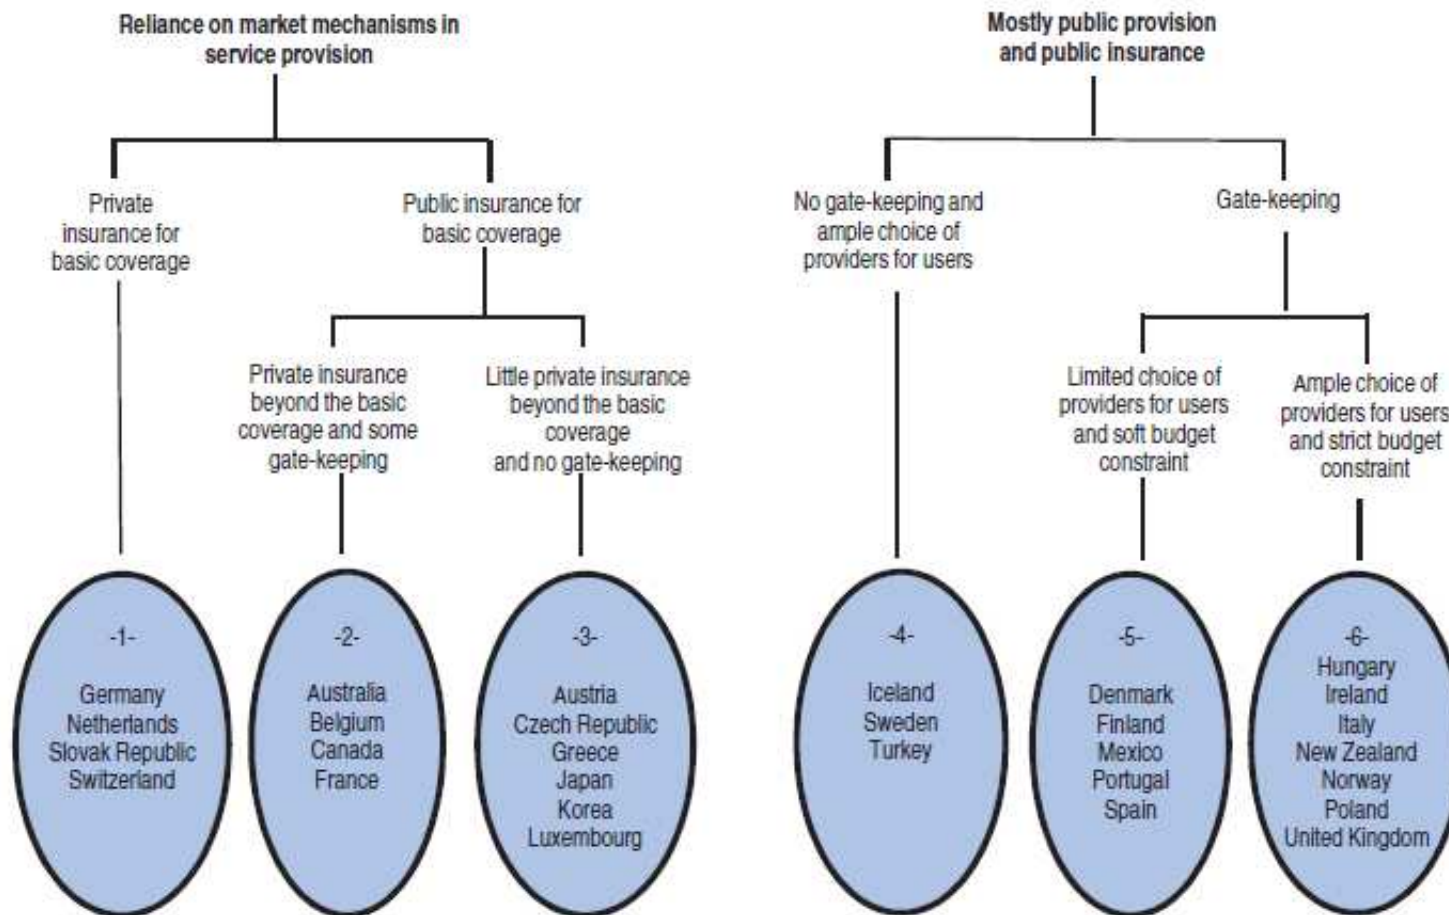 Reliance on market mechanisms in
service provision
Mostly public provision
and public insurance
Private
insurance for
basic coverage
Public insurance for
basic coverage
No gate-keeping and
ample choice of
providers for users
Gate-keeping
Private insurance
beyond the basic
coverage and some
gate-keeping
Little private insurance
beyond the basic
coverage
and no gate-keeping
Limited choice of
providers for users
and soft budget
constraint
Ample choice of
providers for users
and strict budget
constraint
-1-
Germany
Netherlands
Slovak Republic
Switzerland
-2-
Australia
Belgium
Canada
France
-3-
Austria
Czech Republic
Greece
Japan
Korea
Luxembourg
-4-
Iceland
Sweden
Turkey
-5-
Denmark
Finland
Mexico
Portugal
Spain
-6-
Hungary
Ireland
Italy
New Zealand
Norway
Poland
United Kingdom